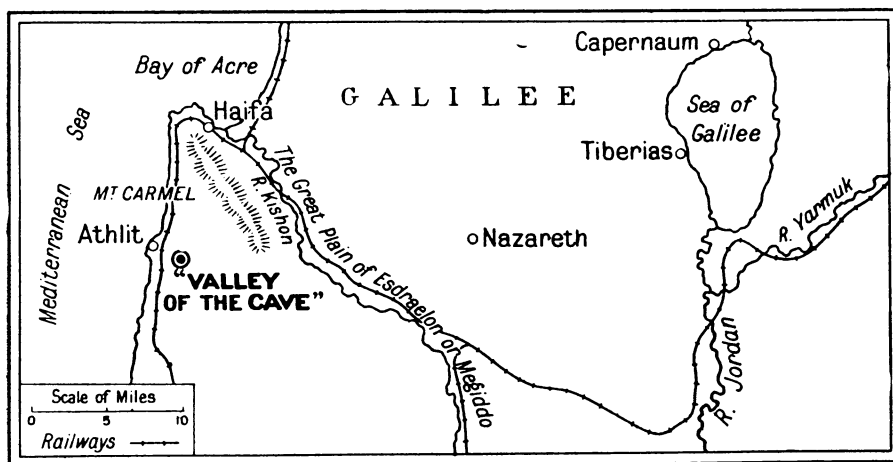 Capernaum
Bay of Acre
GALILEE
Sea of
Galilee
Haifa
Mediterranean Sea
Tiberias
The Great Plain of Esdraelon or Megiddo
R. Kishon
MT. CARMEL
R. Yarmuk
Athlit
Nazareth
"VALLEY
OF THE CAVE"
R. Jordan
Scale of Miles
0 5 10
Railways